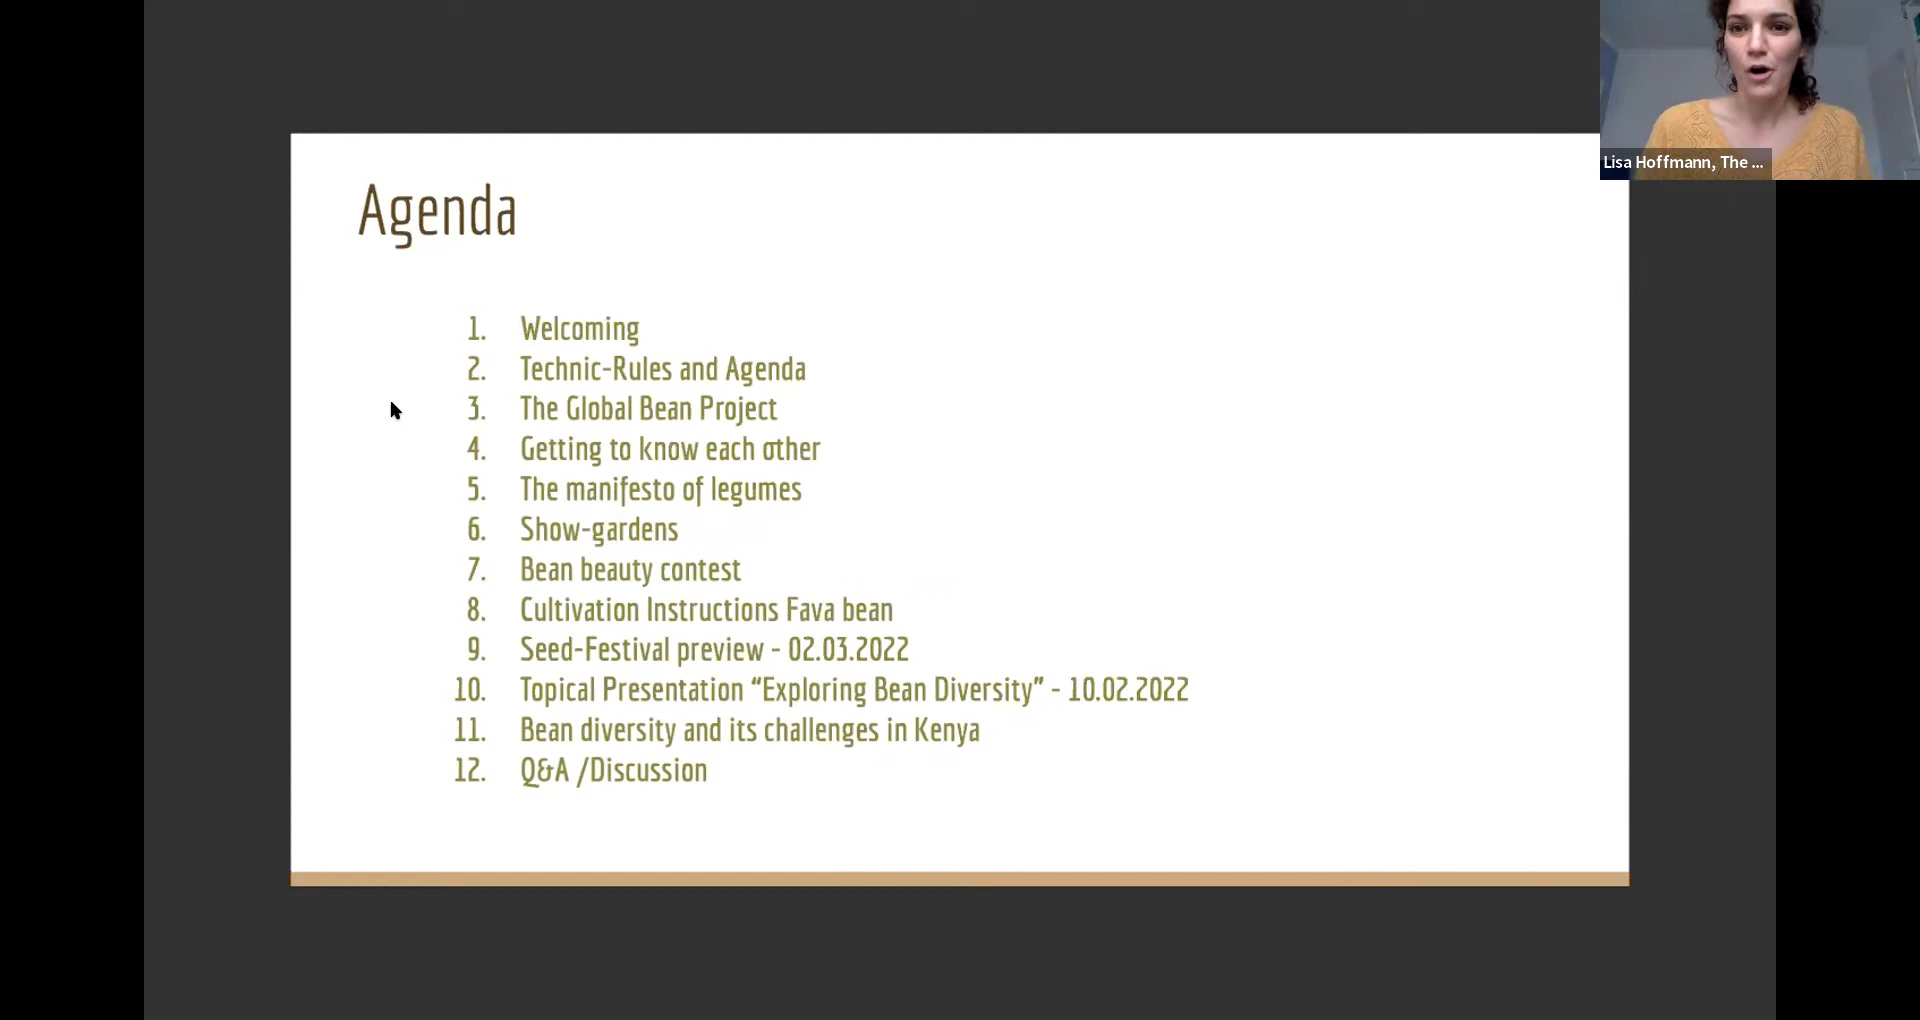 Agenda
1. Welcoming
2. Technic-Rules and Agenda
3. The Global Bean Project
4. Getting to know each other
5. The manifesto of legumes
6. Show-gardens
7. Bean beauty contest
8. Cultivation Instructions Fava bean
9. Seed-Festival preview - 02.03.2022
10. Topical Presentation “Exploring Bean Diversity” - 10.02.2022
11. Bean diversity and its challenges in Kenya
12. Q&A /Discussion
Lisa Hoffmann, The ...